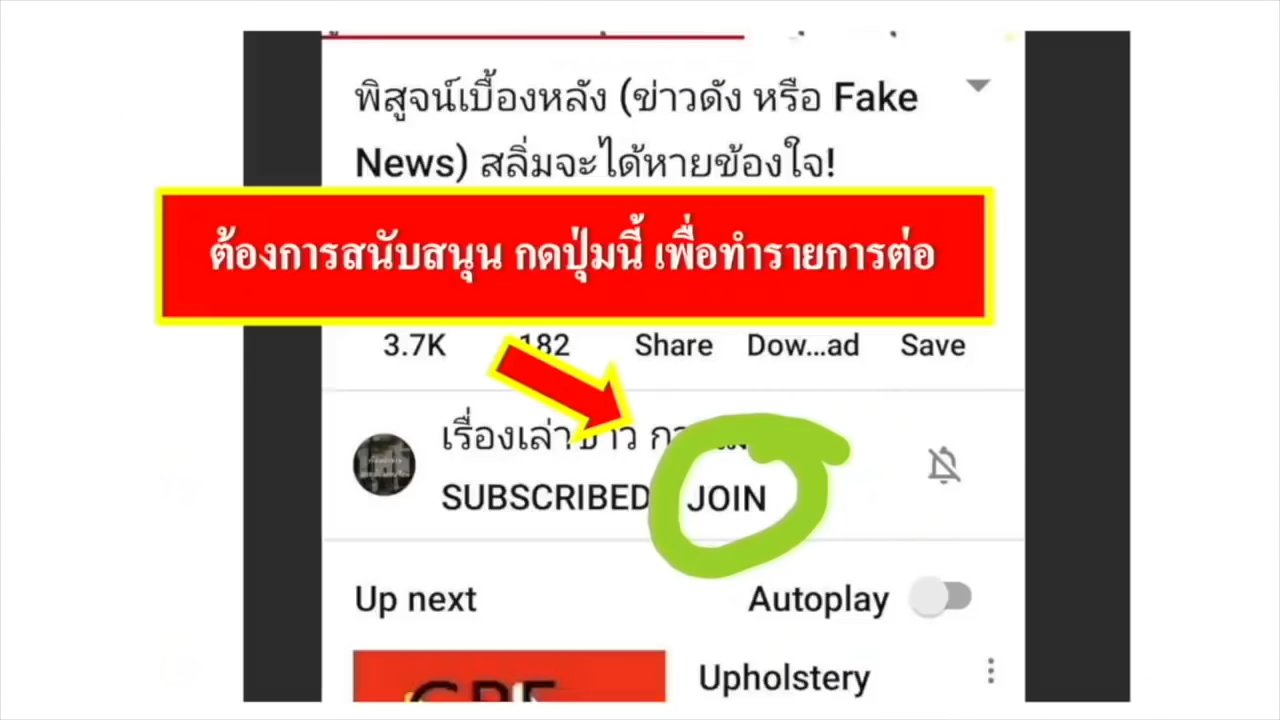 พิสูจน์เบื้องหลัง (ข่าวดัง หรือ Fake
News) สลิ่มจะได้หายข้องใจ!
ต้องการสนับสนุน กดปุ่มนี้ เพื่อทำรายการต่อ
3.7K 182 Share Dow...ad Save
เรื่องเล่าข่าว
SUBSCRIBED JOIN
Up next Autoplay
Upholstery